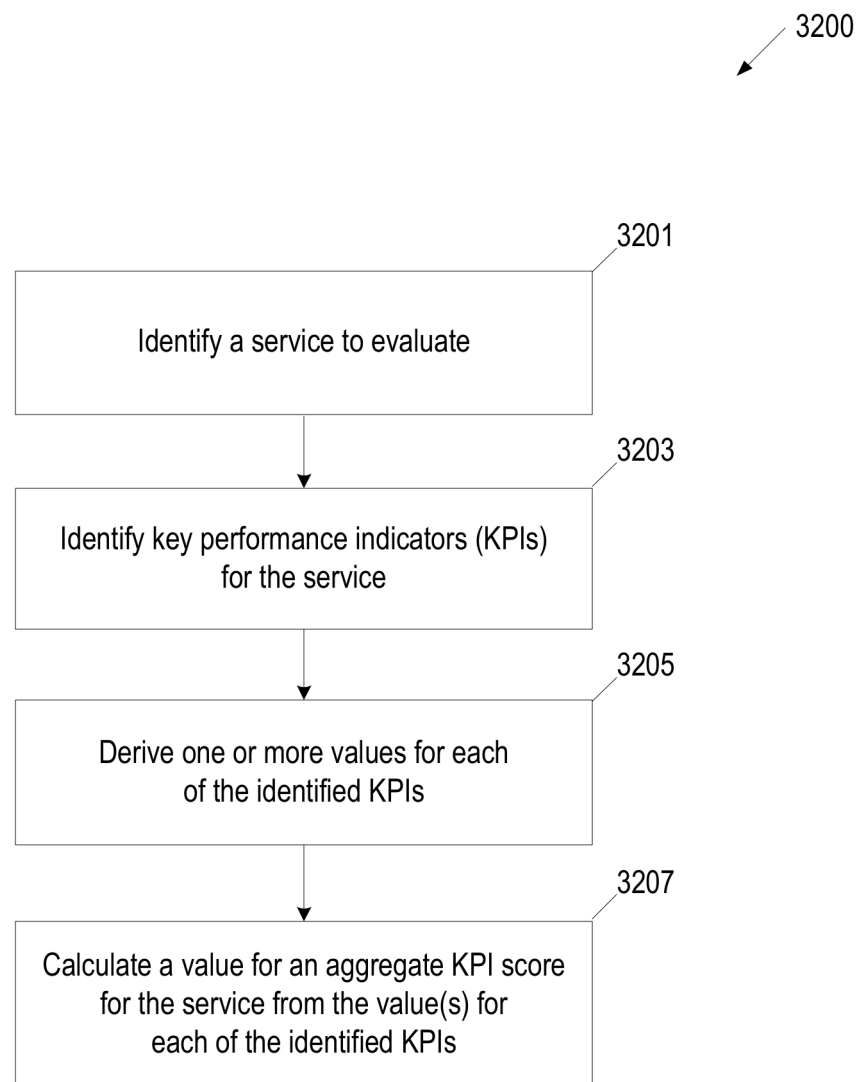 3200
3201
Identify a service to evaluate
3203
Identify key performance indicators (KPIs)
for the service
3205
Derive one or more values for each
of the identified KPIs
3207
Calculate a value for an aggregate KPI score
for the service from the value(s) for
each of the identified KPIs